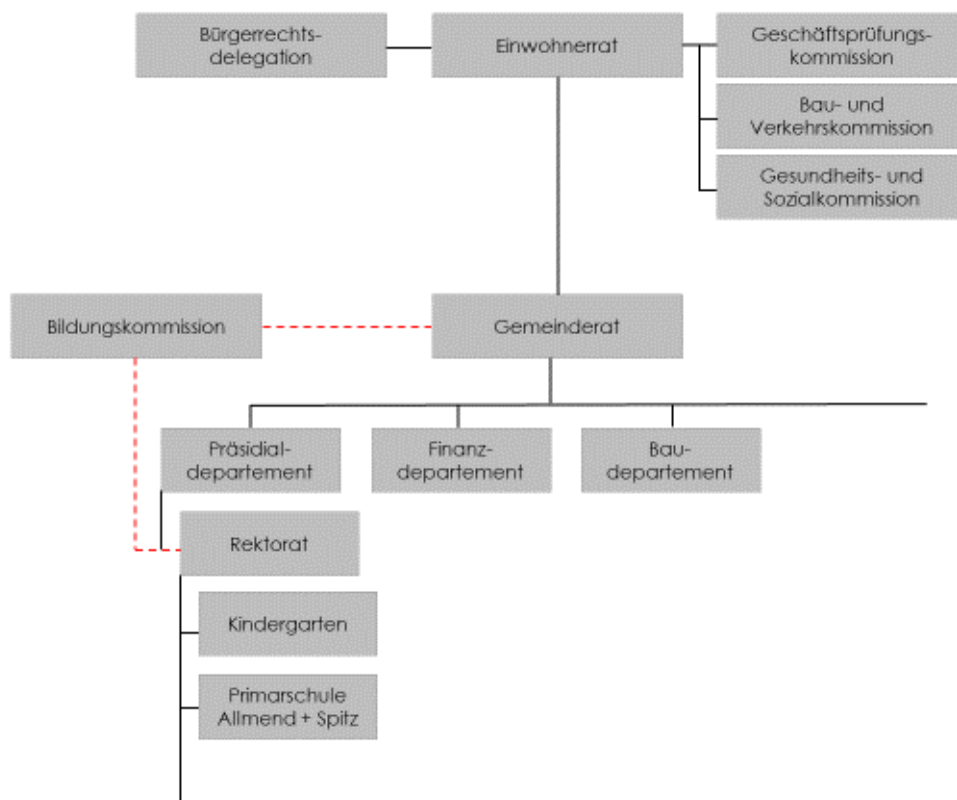 Bürgerrechts-
delegation
Einwohnerrat
Geschäftsprüfungs-
kommission
Bau- und
Verkehrskommission
Gesundheits- und
Sozialkommission
Bildungskommission
Gemeinderat
Präsidial-
departement
Finanz-
departement
Bau-
departement
Rektorat
Kindergarten
Primarschule
Allmend + Spitz